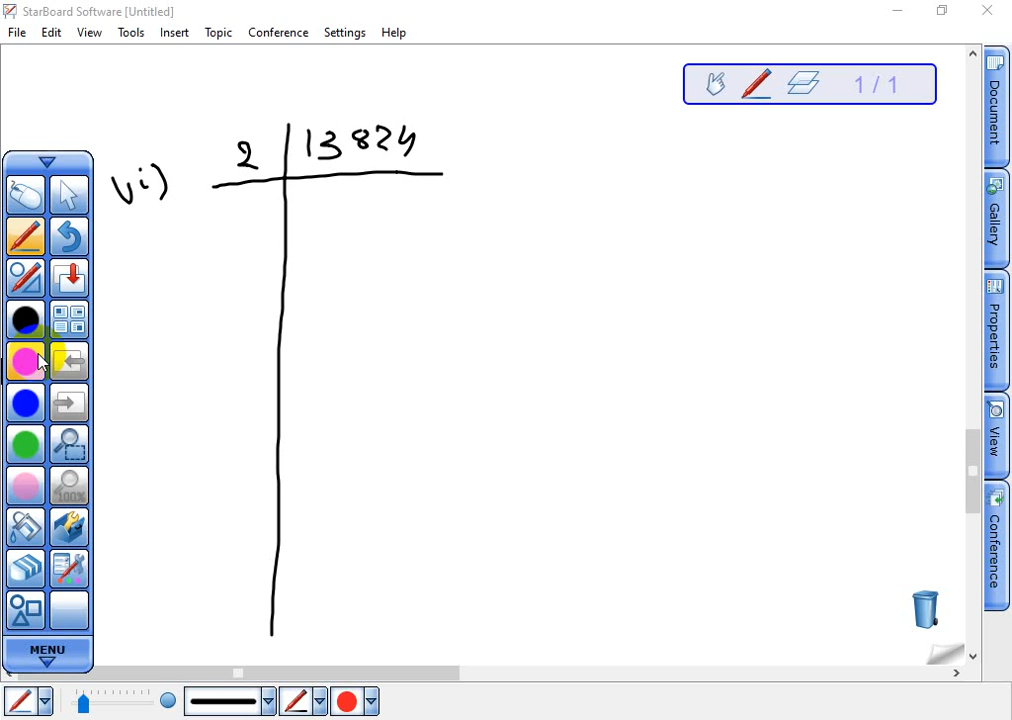 StarBoard Software [Untitled]
File Edit View Tools Insert Topic Conference Settings Help
1 / 1
vi) 2 13824
Document
Gallery
Properties
View
Conference
100%
MENU